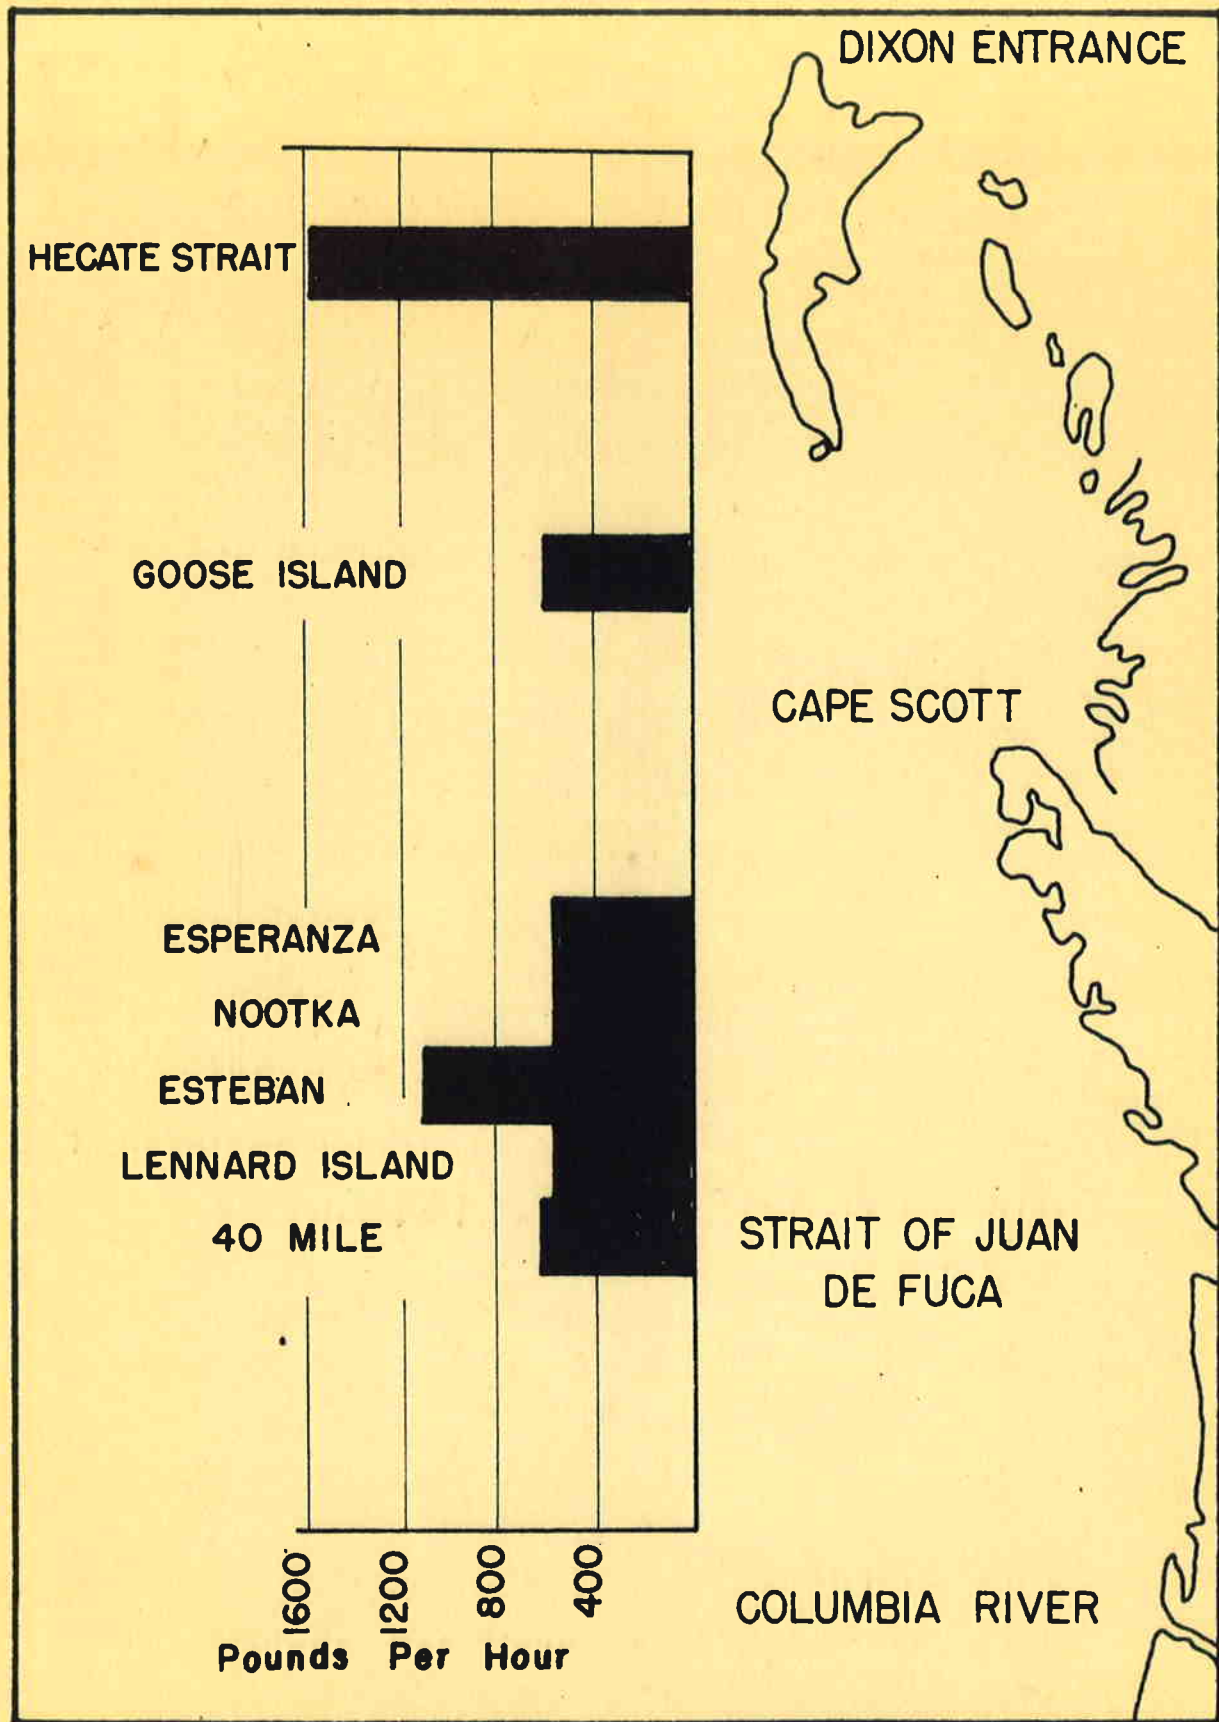 DIXON ENTRANCE
HECATE STRAIT
GOOSE ISLAND
CAPE SCOTT
ESPERANZA
NOOTKA
ESTEBAN
LENNARD ISLAND
40 MILE
STRAIT OF JUAN
DE FUCA
1600
1200
800
400
COLUMBIA RIVER
Pounds Per Hour